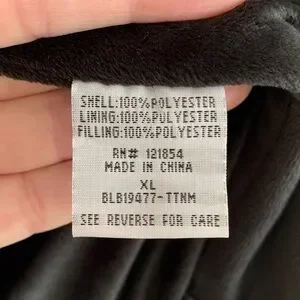 SHELL:100%POLYESTER
LINING:100%POLYESTER
FILLING:100%POLYESTER
RN# 121854
MADE IN CHINA
XL
BLB19477-TTNM
SEE REVERSE FOR CARE